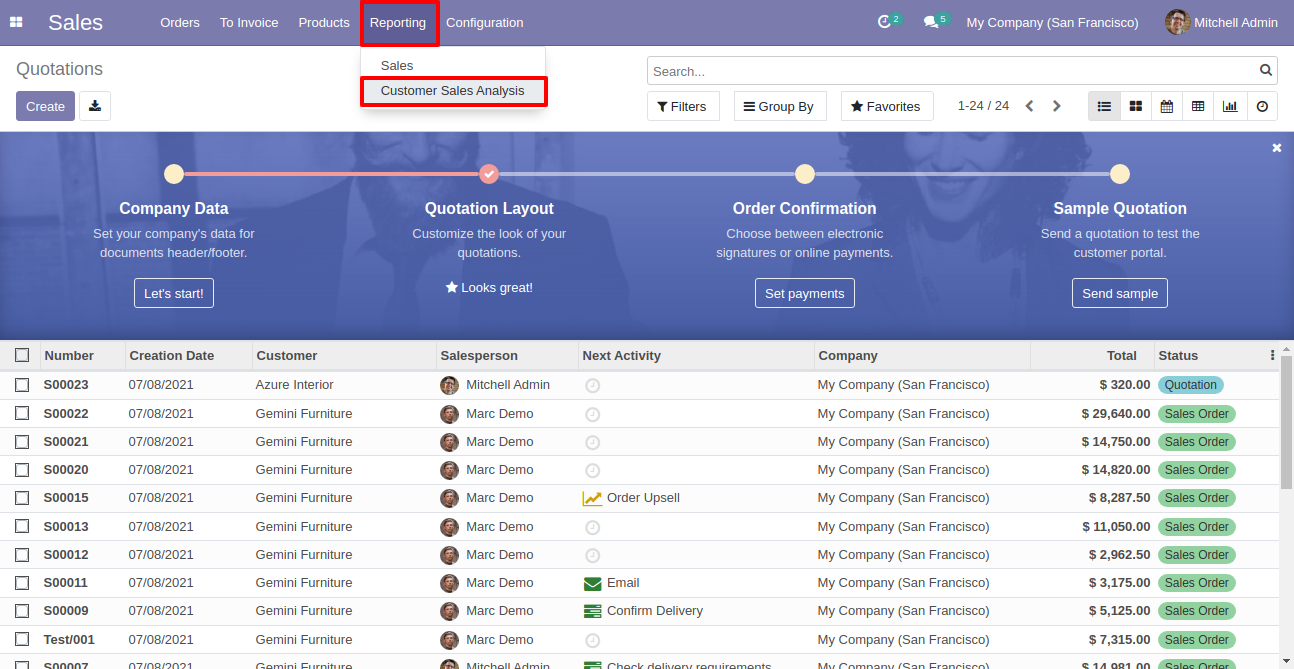 Sales Orders To Invoice Products Reporting Configuration 2 5 My Company (San Francisco) Mitchell Admin
Quotations
Sales
Customer Sales Analysis
Search...
Create
Filters Group By Favorites 1-24 / 24
Company Data
Set your company's data for
documents header/footer.
Let's start!
Quotation Layout
Customize the look of your
quotations.
Looks great!
Order Confirmation
Choose between electronic
signatures or online payments.
Set payments
Sample Quotation
Send a quotation to test the
customer portal.
Send sample
Number Creation Date Customer Salesperson Next Activity Company Total Status
S00023 07/08/2021 Azure Interior Mitchell Admin My Company (San Francisco) $ 320.00 Quotation
S00022 07/08/2021 Gemini Furniture Marc Demo My Company (San Francisco) $ 29,640.00 Sales Order
S00021 07/08/2021 Gemini Furniture Marc Demo My Company (San Francisco) $ 14,750.00 Sales Order
S00020 07/08/2021 Gemini Furniture Marc Demo My Company (San Francisco) $ 14,820.00 Sales Order
S00015 07/08/2021 Gemini Furniture Marc Demo Order Upsell My Company (San Francisco) $ 8,287.50 Sales Order
S00013 07/08/2021 Gemini Furniture Marc Demo My Company (San Francisco) $ 11,050.00 Sales Order
S00012 07/08/2021 Gemini Furniture Marc Demo My Company (San Francisco) $ 2,962.50 Sales Order
S00011 07/08/2021 Gemini Furniture Marc Demo Email My Company (San Francisco) $ 3,175.00 Sales Order
S00009 07/08/2021 Gemini Furniture Marc Demo Confirm Delivery My Company (San Francisco) $ 5,125.00 Sales Order
Test/001 07/08/2021 Gemini Furniture Marc Demo My Company (San Francisco) $ 7,315.00 Sales Order
S00007 07/08/2021 Gemini Furniture Mitchell Admin Check delivery requirements My Company (San Francisco) $ 14,981.00 Sales Order